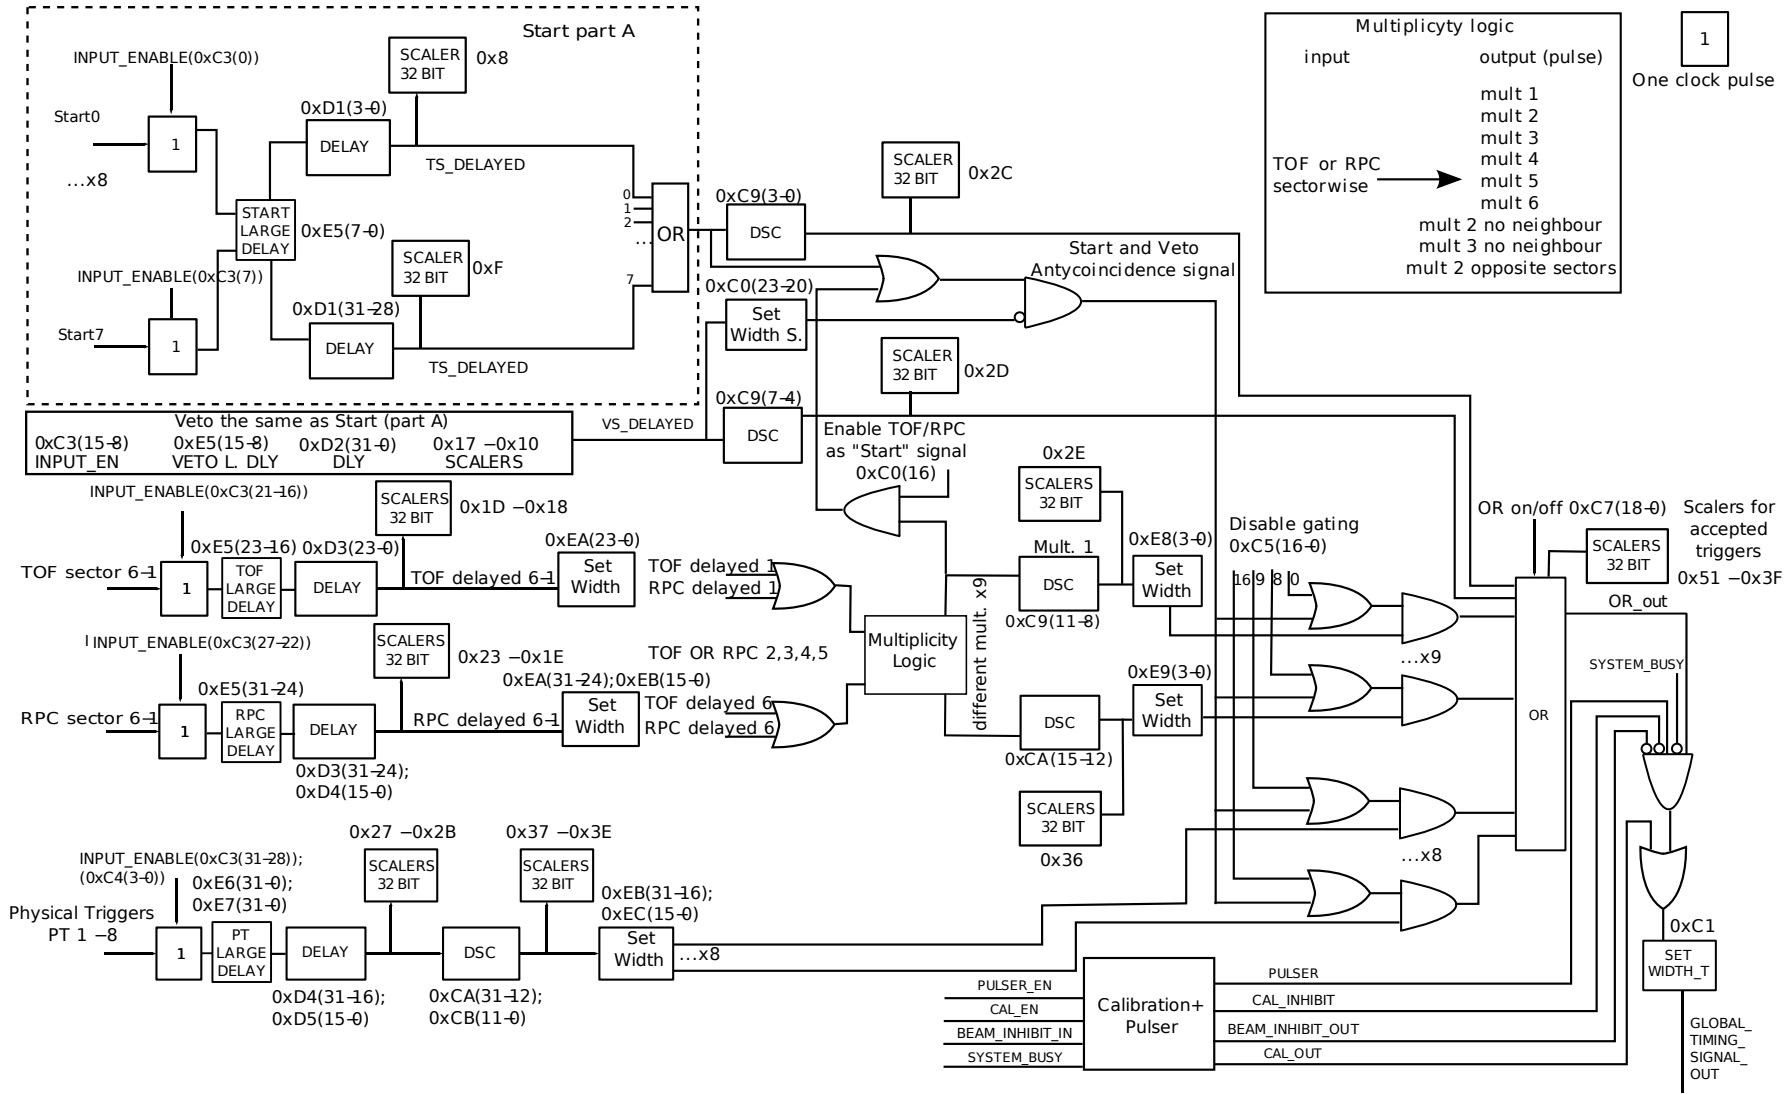 Start part A
INPUT_ENABLE(0xC3(0))
SCALER
32 BIT
0x8
Start0
1
...x8
0xD1(3-0)
DELAY
TS_DELAYED
START
LARGE
DELAY
0xE5(7-0)
INPUT_ENABLE(0xC3(7))
SCALER
32 BIT
0xF
Start7
1
0xD1(31-28)
DELAY
TS_DELAYED
0
1
2
...
7
OR
Multiplicyty logic
input
output (pulse)
mult 1
mult 2
mult 3
mult 4
mult 5
mult 6
mult 2 no neighbour
mult 3 no neighbour
mult 2 opposite sectors
TOF or RPC
sectorwise
1
One clock pulse
0xC9(3-0)
DSC
SCALER
32 BIT
0x2C
Start and Veto
Antycoincidence signal
0xC0(23-20)
Set
Width S.
SCALER
32 BIT
0x2D
0xC9(7-4)
DSC
VS_DELAYED
Veto the same as Start (part A)
0xC3(15-8) 0xE5(15-8) 0xD2(31-0) 0x17 -0x10
INPUT_EN VETO L. DLY DLY SCALERS
Enable TOF/RPC
as "Start" signal
0xC0(16)
INPUT_ENABLE(0xC3(21-16))
SCALERS
32 BIT
0x1D -0x18
TOF sector 6-1
1
0xE5(23-16)
TOF
LARGE
DELAY
0xD3(23-0)
DELAY
TOF delayed 6-1
0xEA(23-0)
Set
Width
TOF delayed 1
RPC delayed 1
INPUT_ENABLE(0xC3(27-22))
SCALERS
32 BIT
0x23 -0x1E
RPC sector 6-1
1
0xE5(31-24)
RPC
LARGE
DELAY
DELAY
0xD3(31-24);
0xD4(15-0)
RPC delayed 6-1
0xEA(31-24); 0xEB(15-0)
Set
Width
TOF OR RPC 2,3,4,5
TOF delayed 6
RPC delayed 6
Multiplicity
Logic
different mult. x9
0x2E
SCALERS
32 BIT
Mult. 1
DSC
0xC9(11-8)
0xE8(3-0)
Set
Width
DSC
0xCA(15-12)
0xE9(3-0)
Set
Width
SCALERS
32 BIT
0x36
Disable gating
0xC5(16-0)
16 9 8 0
...x9
...x8
OR on/off 0xC7(18-0)
OR
SCALERS
32 BIT
Scalers for
accepted
triggers
0x51 -0x3F
OR_out
SYSTEM_BUSY
INPUT_ENABLE(0xC3(31-28));
(0xC4(3-0))
0xE6(31-0);
0xE7(31-0)
Physical Triggers
PT 1 -8
1
PT
LARGE
DELAY
DELAY
0xD4(31-16);
0xD5(15-0)
0x27 -0x2B
SCALERS
32 BIT
DSC
0xCA(31-12);
0xCB(11-0)
0x37 -0x3E
SCALERS
32 BIT
0xEB(31-16);
0xEC(15-0)
Set
Width
...x8
PULSER_EN
CAL_EN
BEAM_INHIBIT_IN
SYSTEM_BUSY
Calibration+
Pulser
PULSER
CAL_INHIBIT
BEAM_INHIBIT_OUT
CAL_OUT
0xC1
SET
WIDTH_T
GLOBAL_
TIMING_
SIGNAL_
OUT